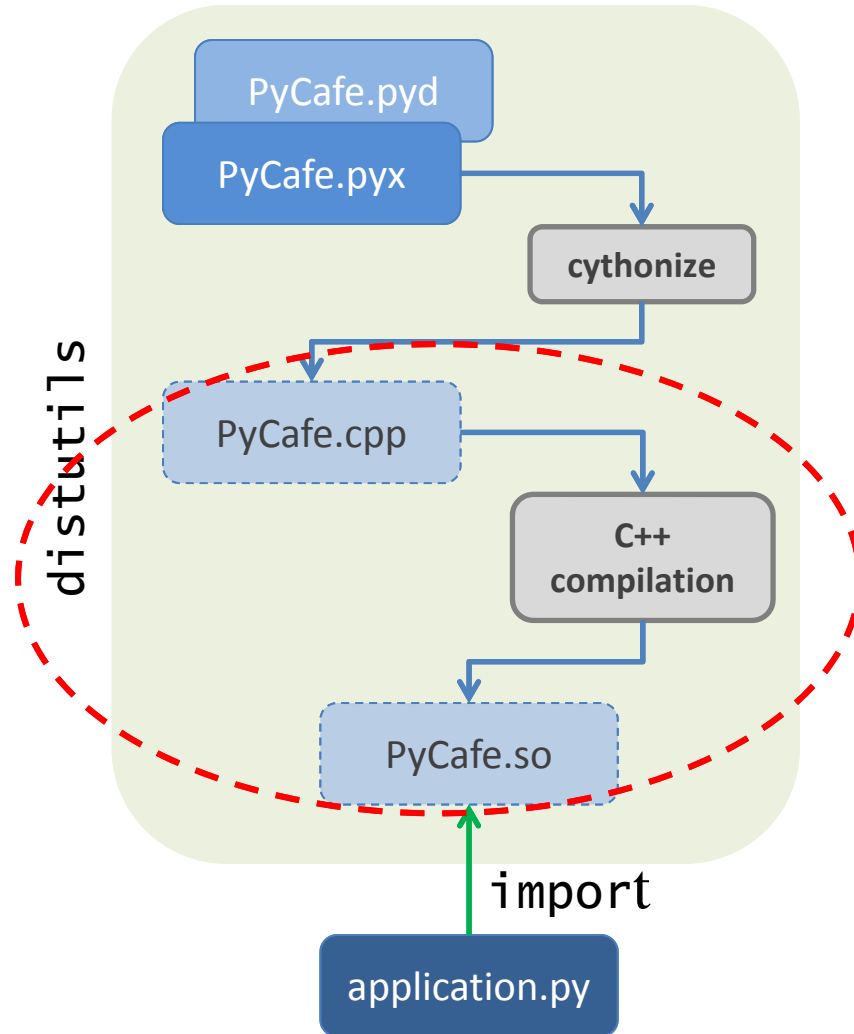 PyCafe.pyd
PyCafe.pyx
cythonize
distutils
PyCafe.cpp
C++
compilation
PyCafe.so
import
application.py